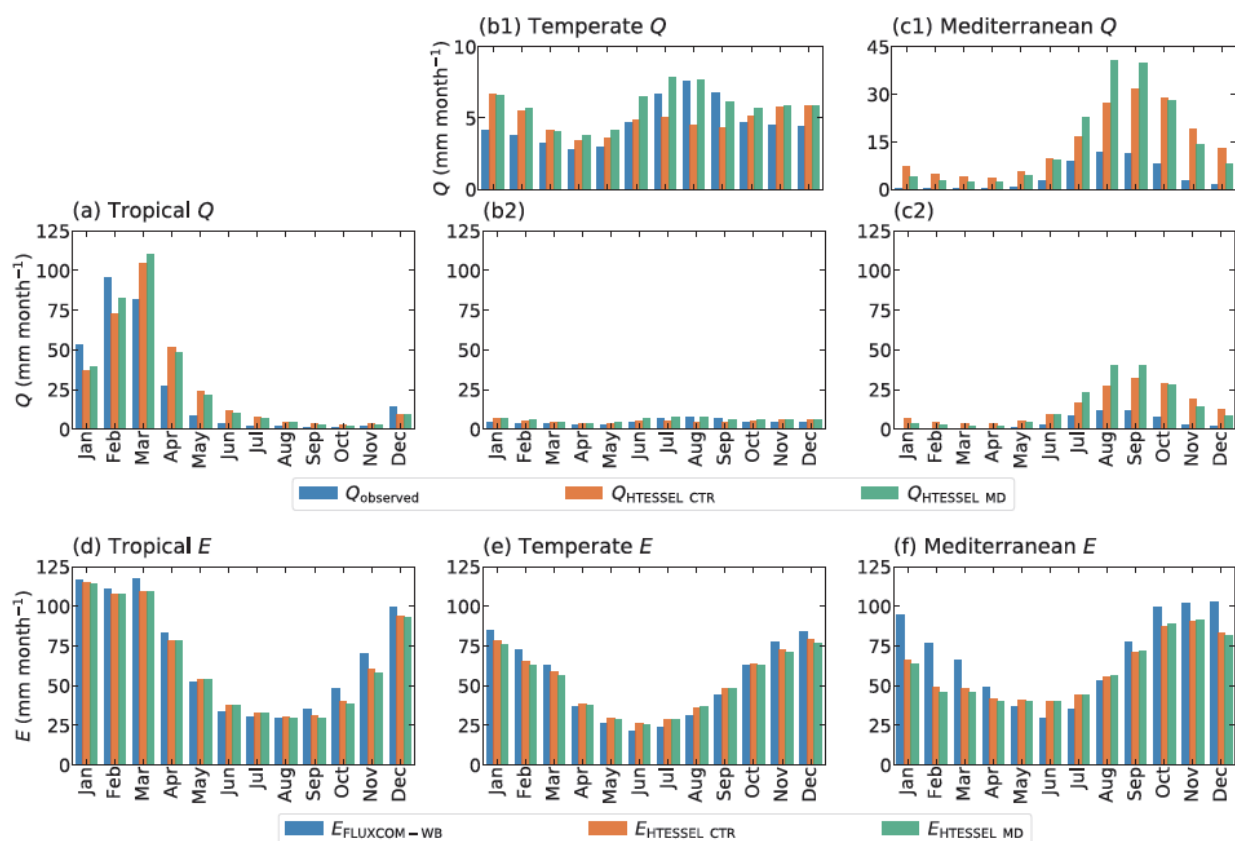 (b1) Temperate Q
(c1) Mediterranean Q
10
5
0
Q (mm month⁻¹)
45
30
15
0
(a) Tropical Q
(b2)
(c2)
125
100
75
50
25
0
Q (mm month⁻¹)
Jan Feb Mar Apr May Jun Jul Aug Sep Oct Nov Dec
125
100
75
50
25
0
Jan Feb Mar Apr May Jun Jul Aug Sep Oct Nov Dec
125
100
75
50
25
0
Jan Feb Mar Apr May Jun Jul Aug Sep Oct Nov Dec
Qobserved QHTESSEL CTR QHTESSEL MD
(d) Tropical E
(e) Temperate E
(f) Mediterranean E
125
100
75
50
25
0
E (mm month⁻¹)
Jan Feb Mar Apr May Jun Jul Aug Sep Oct Nov Dec
125
100
75
50
25
0
Jan Feb Mar Apr May Jun Jul Aug Sep Oct Nov Dec
125
100
75
50
25
0
Jan Feb Mar Apr May Jun Jul Aug Sep Oct Nov Dec
EFLUXCOM−WB EHTESSEL CTR EHTESSEL MD